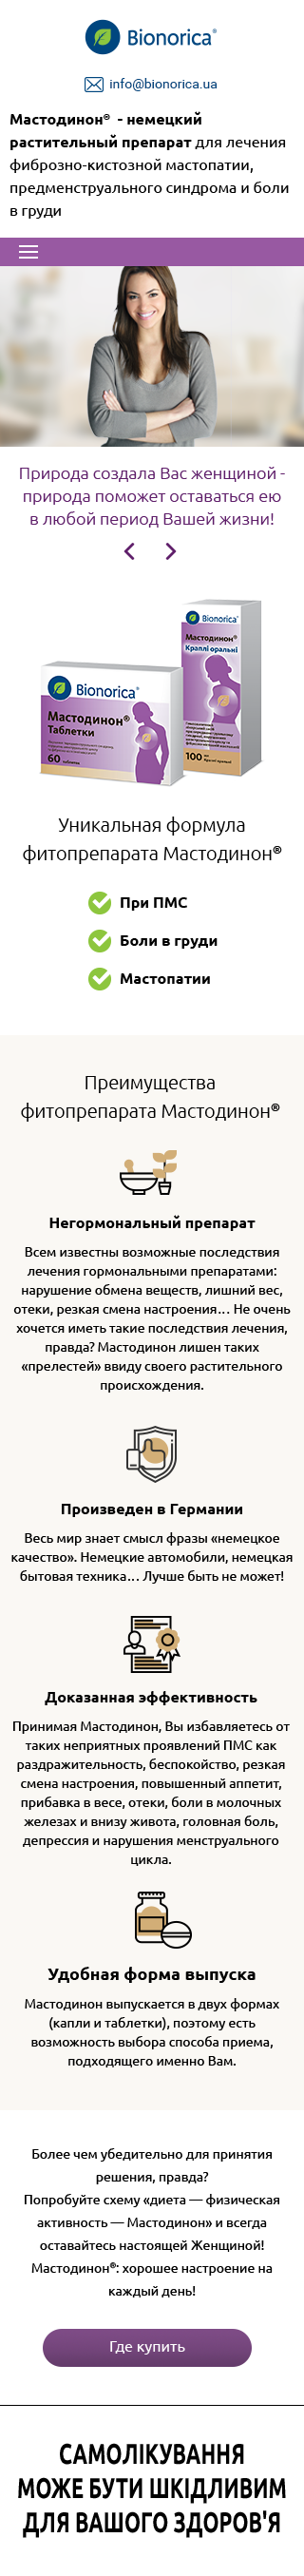 Bionorica®
info@bionorica.ua
Мастодинон® - немецкий
растительный препарат для лечения
фиброзно-кистозной мастопатии,
предменструального синдрома и боли
в груди
Природа создала Вас женщиной -
природа поможет оставаться ею
в любой период Вашей жизни!
Bionorica®
Мастодинон®
Краплі оральні
100 мл
Bionorica®
Мастодинон®
Таблетки
60 таблеток
Уникальная формула
фитопрепарата Мастодинон®
При ПМС
Боли в груди
Мастопатии
Преимущества
фитопрепарата Мастодинон®
Негормональный препарат
Всем известны возможные последствия
лечения гормональными препаратами:
нарушение обмена веществ, лишний вес,
отеки, резкая смена настроения… Не очень
хочется иметь такие последствия лечения,
правда? Мастодинон лишен таких
«прелестей» ввиду своего растительного
происхождения.
Произведен в Германии
Весь мир знает смысл фразы «немецкое
качество». Немецкие автомобили, немецкая
бытовая техника… Лучше быть не может!
Доказанная эффективность
Принимая Мастодинон, Вы избавляетесь от
таких неприятных проявлений ПМС как
раздражительность, беспокойство, резкая
смена настроения, повышенный аппетит,
прибавка в весе, отеки, боли в молочных
железах и внизу живота, головная боль,
депрессия и нарушения менструального
цикла.
Удобная форма выпуска
Мастодинон выпускается в двух формах
(капли и таблетки), поэтому есть
возможность выбора способа приема,
подходящего именно Вам.
Более чем убедительно для принятия
решения, правда?
Попробуйте схему «диета — физическая
активность — Мастодинон» и всегда
оставайтесь настоящей Женщиной!
Мастодинон®: хорошее настроение на
каждый день!
Где купить
САМОЛІКУВАННЯ
МОЖЕ БУТИ ШКІДЛИВИМ
ДЛЯ ВАШОГО ЗДОРОВ'Я